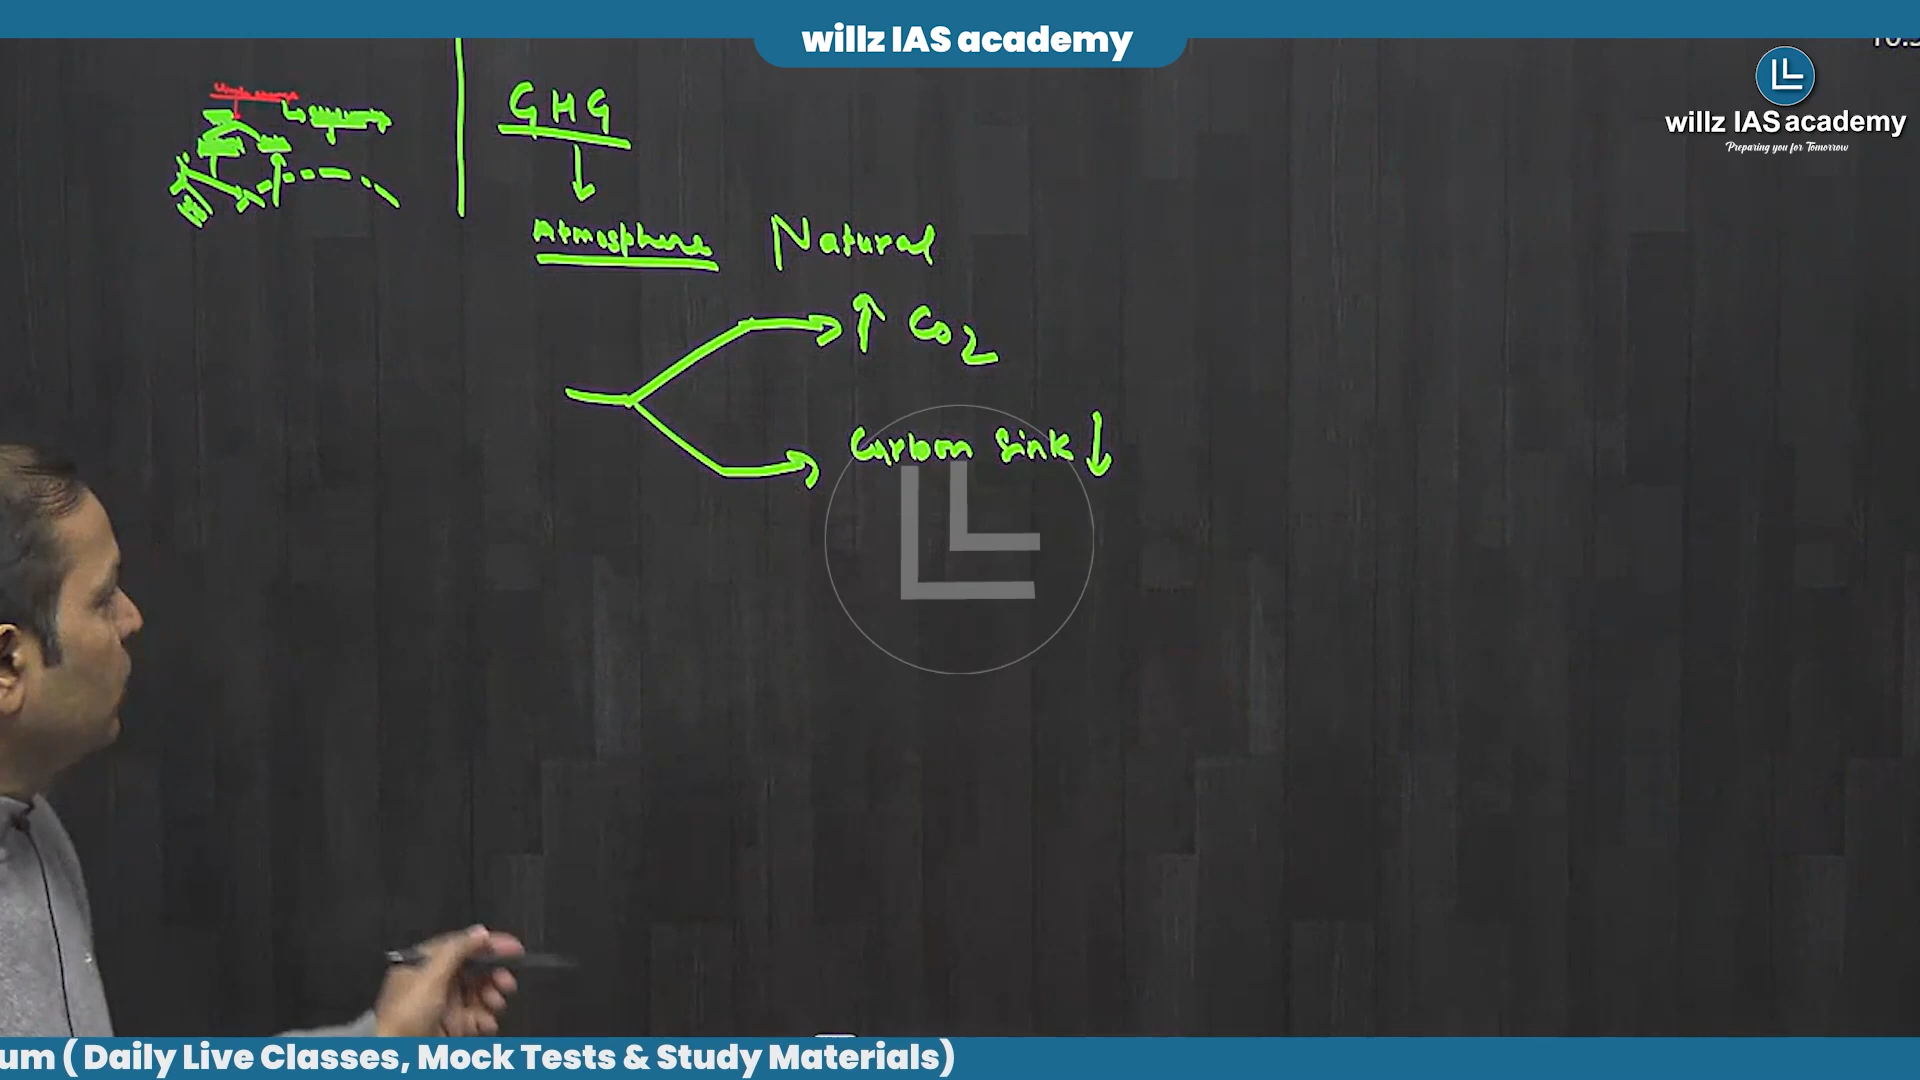 willz IAS academy
willz IAS academy
Preparing you for Tomorrow
GHG
Atmosphere Natural
↑ CO2
Carbon Sink ↓
um ( Daily Live Classes, Mock Tests & Study Materials)